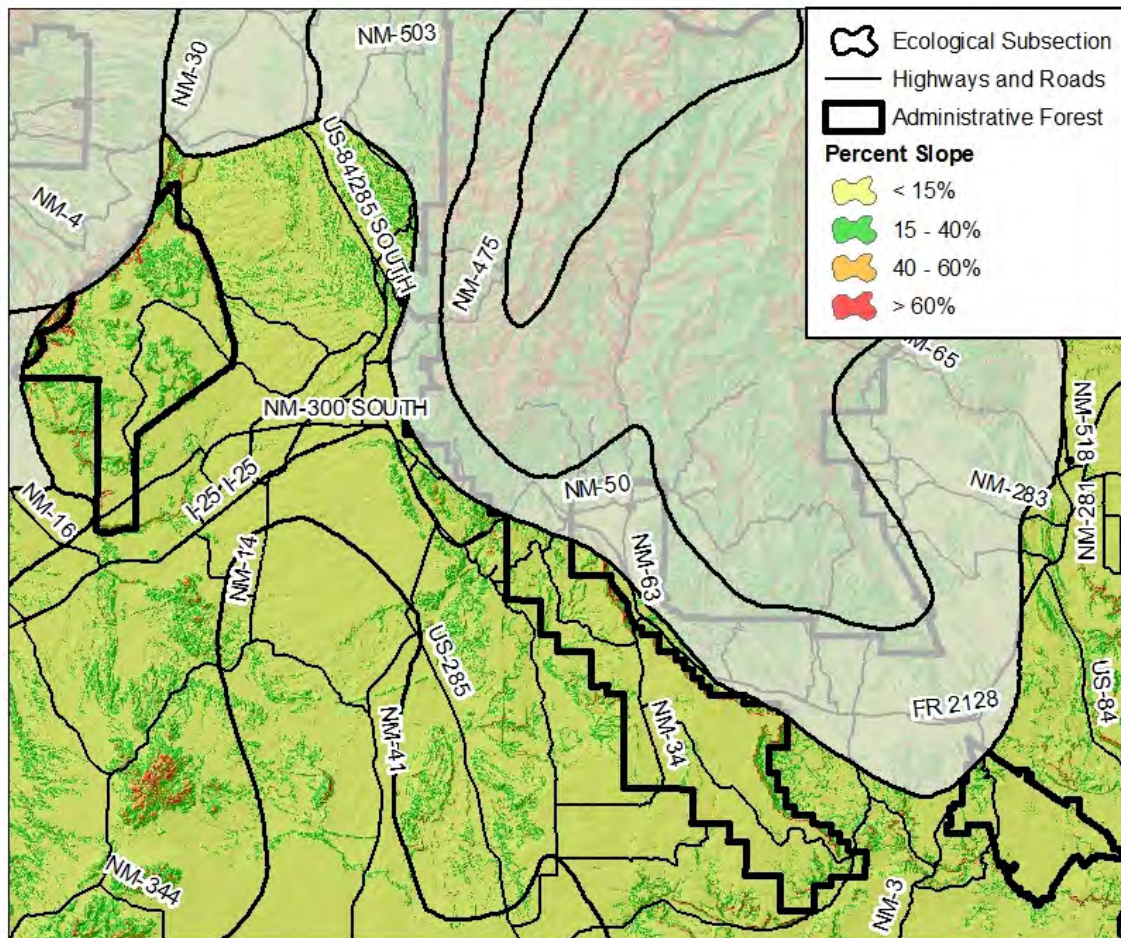 NM-503
NM-30
Ecological Subsection
Highways and Roads
Administrative Forest
Percent Slope
< 15%
15 - 40%
40 - 60%
> 60%
US-84/285 SOUTH
NM-4
NM-475
NM-65
NM-300 SOUTH
NM-518
NM-281
NM-50
NM-283
I-25
I-25
NM-16
NM-14
NM-63
US-285
US-84
FR 2128
NM-41
NM-34
NM-344
NM-3